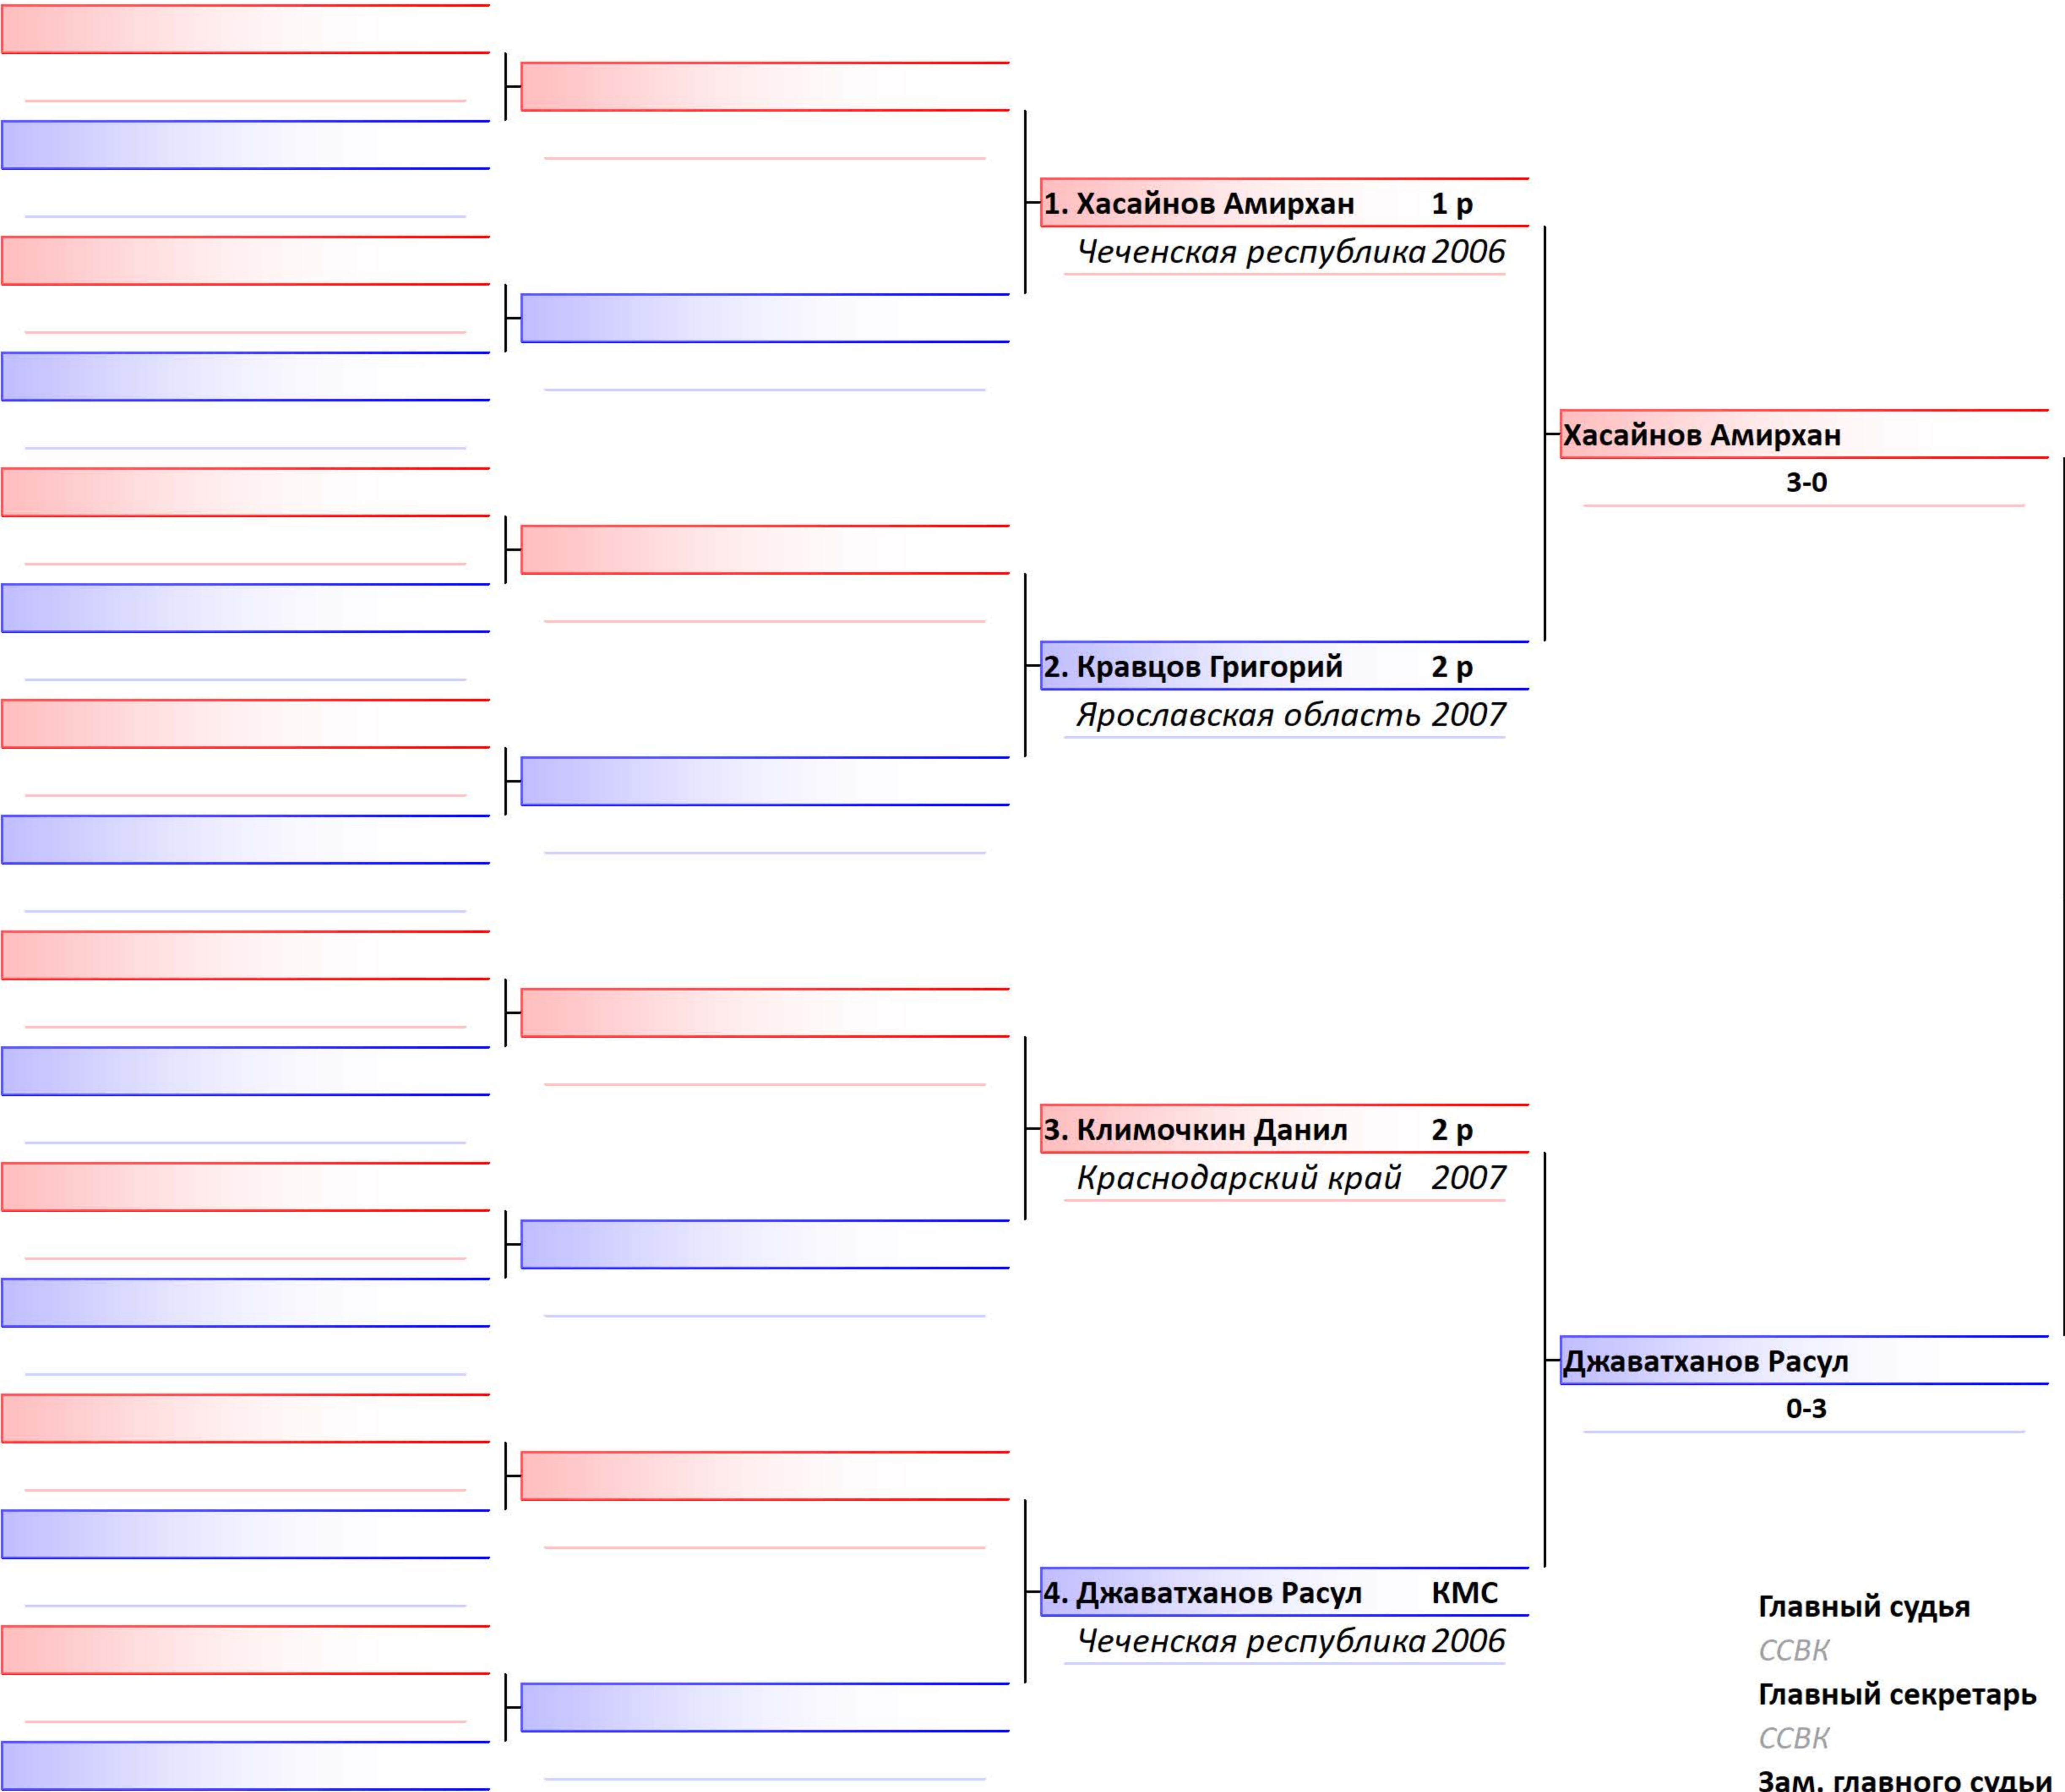 1. Хасайнов Амирхан 1 р
Чеченская республика 2006
Хасайнов Амирхан
3-0
2. Кравцов Григорий 2 р
Ярославская область 2007
3. Климочкин Данил 2 р
Краснодарский край 2007
Джаватханов Расул
0-3
4. Джаватханов Расул КМС
Чеченская республика 2006
Главный судья
ССВК
Главный секретарь
ССВК
Зам. главного судьи